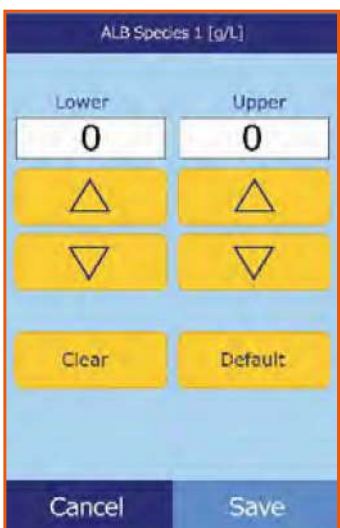 ALB Species 1 [g/L]
Lower Upper
0 0
Clear Default
Cancel Save